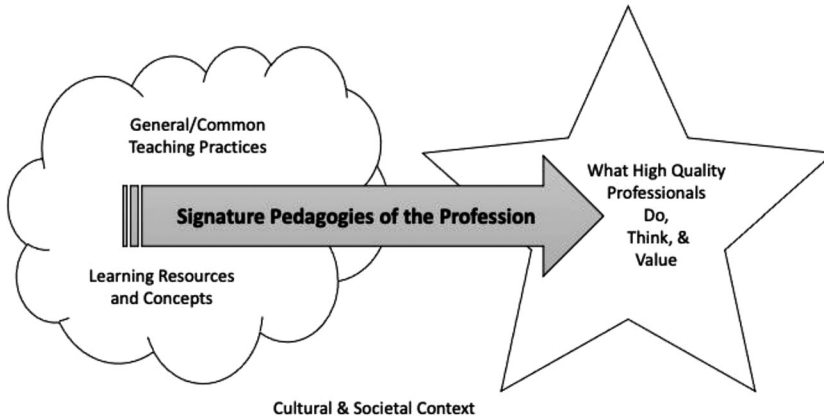 General/Common
Teaching Practices
Signature Pedagogies of the Profession
Learning Resources
and Concepts
What High Quality
Professionals
Do,
Think, &
Value
Cultural & Societal Context